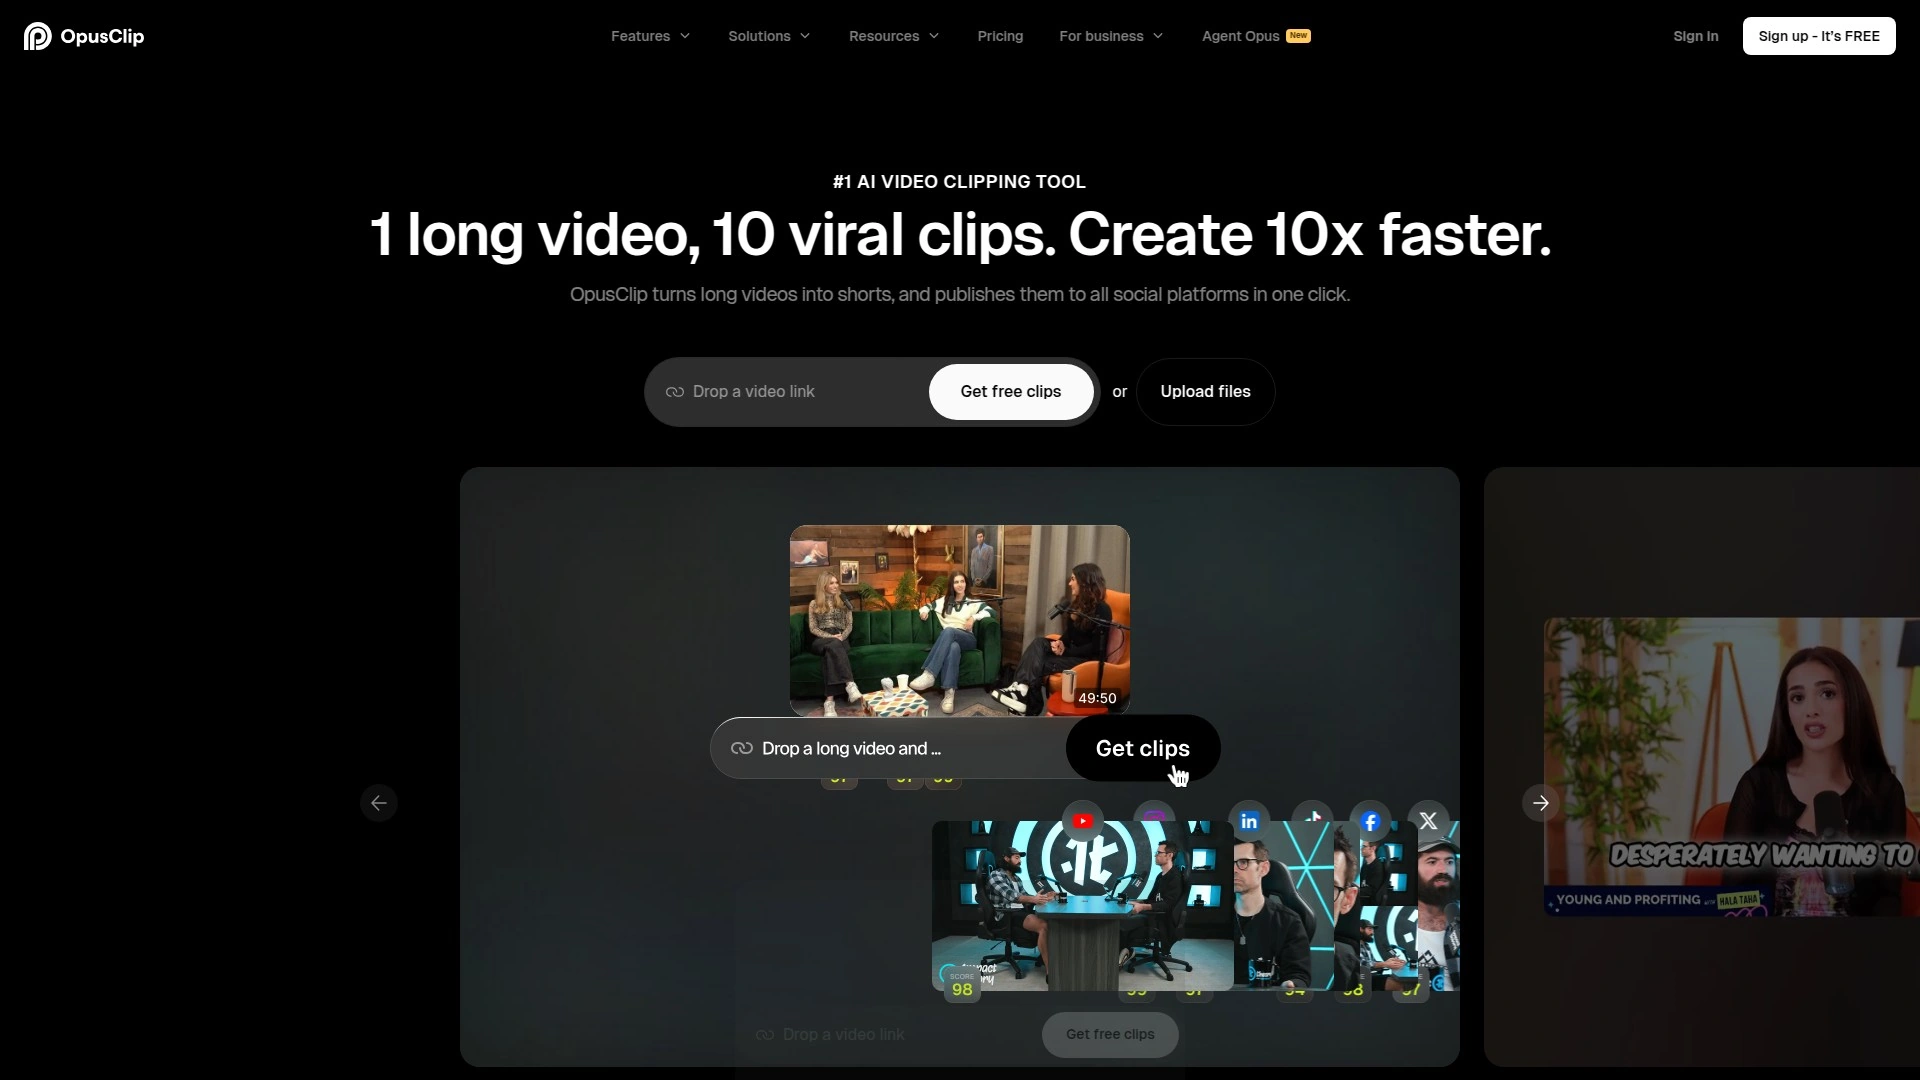 OpusClip
Features
Solutions
Resources
Pricing
For business
Agent Opus New
Sign in
Sign up - It's FREE
#1 AI VIDEO CLIPPING TOOL
1 long video, 10 viral clips. Create 10x faster.
OpusClip turns long videos into shorts, and publishes them to all social platforms in one click.
Drop a video link
Get free clips
or
Upload files
49:50
Drop a long video and ...
Get clips
DESPERATELY WANTING TO
YOUNG AND PROFITING WITH HALA TAHA
SCORE
98
Drop a video link
Get free clips